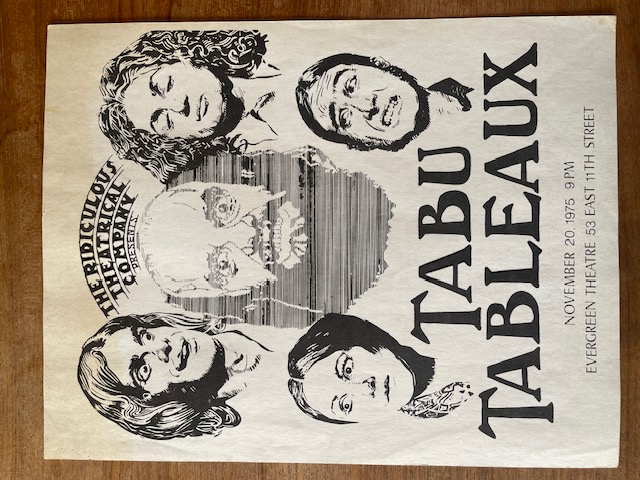 THE RIDICULOUS
THEATRICAL
COMPANY
PRESENTS
TABU
TABLEAUX
NOVEMBER 20, 1975 9 PM
EVERGREEN THEATRE 53 EAST 11TH STREET